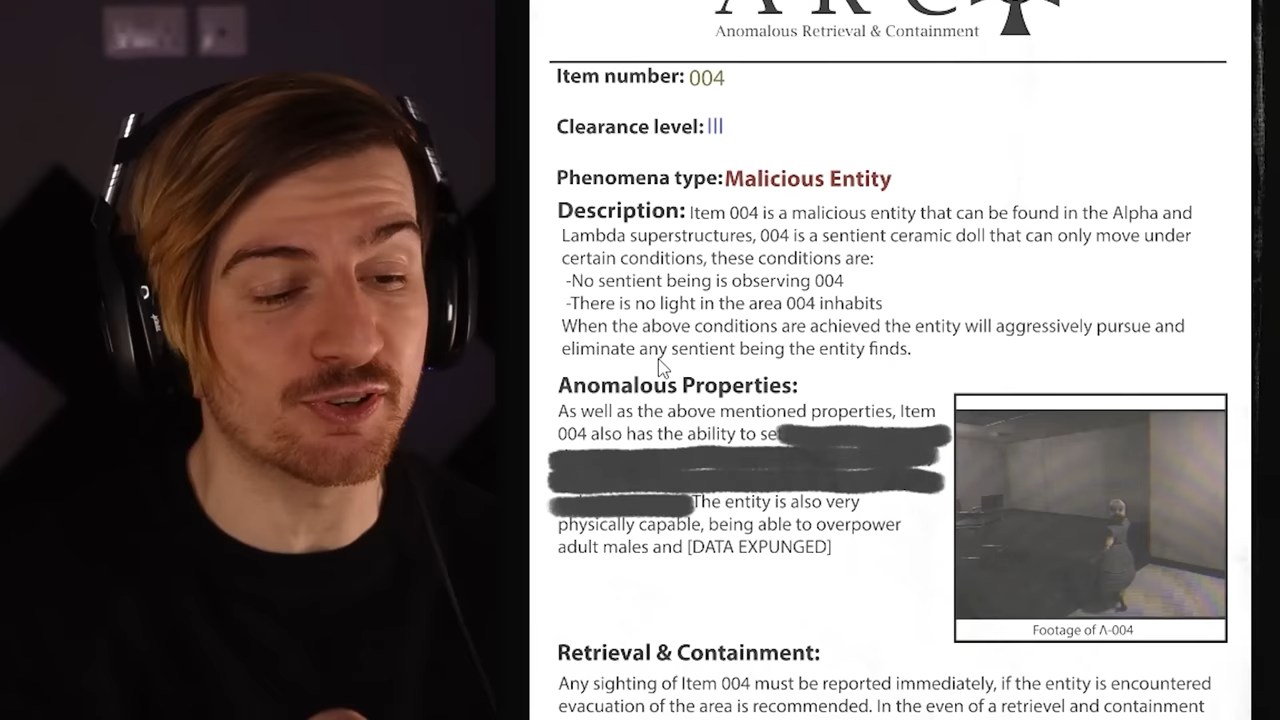 ARC
Anomalous Retrieval & Containment
Item number: 004
Clearance level: III
Phenomena type: Malicious Entity
Description: Item 004 is a malicious entity that can be found in the Alpha and
Lambda superstructures, 004 is a sentient ceramic doll that can only move under
certain conditions, these conditions are:
-No sentient being is observing 004
-There is no light in the area 004 inhabits
When the above conditions are achieved the entity will aggressively pursue and
eliminate any sentient being the entity finds.
Anomalous Properties:
As well as the above mentioned properties, Item
004 also has the ability to se
The entity is also very
physically capable, being able to overpower
adult males and [DATA EXPUNGED]
Footage of Λ-004
Retrieval & Containment:
Any sighting of Item 004 must be reported immediately, if the entity is encountered
evacuation of the area is recommended. In the even of a retrievel and containment